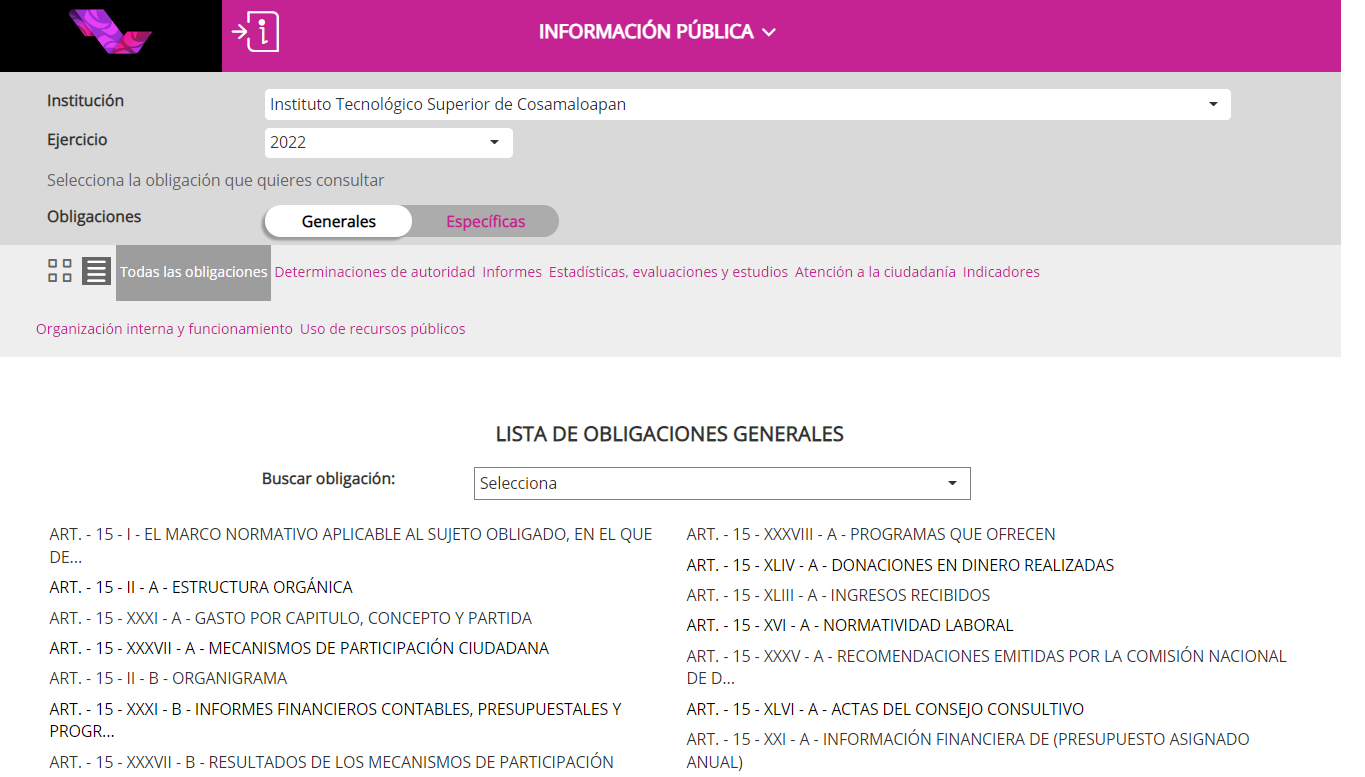 INFORMACIÓN PÚBLICA
Institución
Instituto Tecnológico Superior de Cosamaloapan
Ejercicio
2022
Selecciona la obligación que quieres consultar
Obligaciones
Generales
Específicas
Todas las obligaciones Determinaciones de autoridad Informes Estadísticas, evaluaciones y estudios Atención a la ciudadanía Indicadores
Organización interna y funcionamiento Uso de recursos públicos
LISTA DE OBLIGACIONES GENERALES
Buscar obligación:
Selecciona
ART. - 15 - I - EL MARCO NORMATIVO APLICABLE AL SUJETO OBLIGADO, EN EL QUE
DE...
ART. - 15 - II - A - ESTRUCTURA ORGÁNICA
ART. - 15 - XXXI - A - GASTO POR CAPITULO, CONCEPTO Y PARTIDA
ART. - 15 - XXXVII - A - MECANISMOS DE PARTICIPACIÓN CIUDADANA
ART. - 15 - II - B - ORGANIGRAMA
ART. - 15 - XXXI - B - INFORMES FINANCIEROS CONTABLES, PRESUPUESTALES Y
PROGR...
ART. - 15 - XXXVII - B - RESULTADOS DE LOS MECANISMOS DE PARTICIPACIÓN
ART. - 15 - XXXVIII - A - PROGRAMAS QUE OFRECEN
ART. - 15 - XLIV - A - DONACIONES EN DINERO REALIZADAS
ART. - 15 - XLIII - A - INGRESOS RECIBIDOS
ART. - 15 - XVI - A - NORMATIVIDAD LABORAL
ART. - 15 - XXXV - A - RECOMENDACIONES EMITIDAS POR LA COMISIÓN NACIONAL
DE D...
ART. - 15 - XLVI - A - ACTAS DEL CONSEJO CONSULTIVO
ART. - 15 - XXI - A - INFORMACIÓN FINANCIERA DE (PRESUPUESTO ASIGNADO
ANUAL)